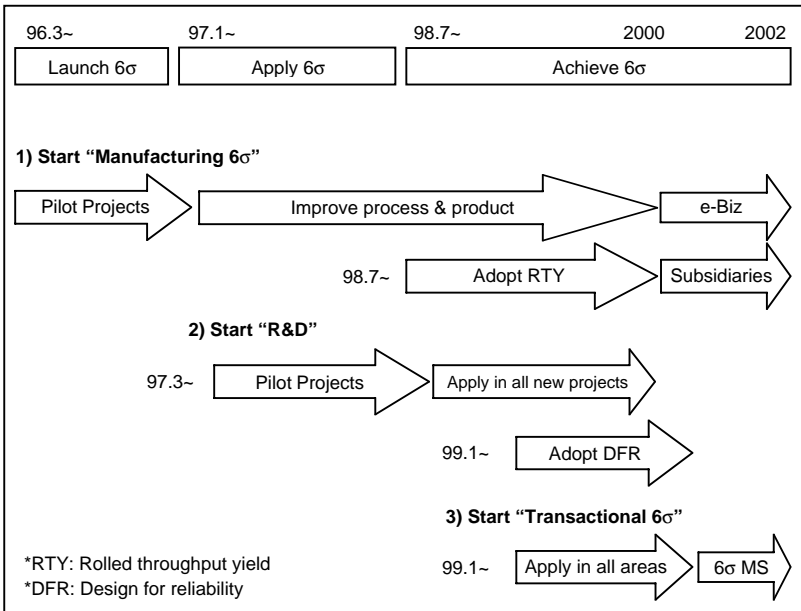 96.3~ 97.1~ 98.7~ 2000 2002
Launch 6σ Apply 6σ Achieve 6σ
1) Start “Manufacturing 6σ”
Pilot Projects Improve process & product e-Biz
98.7~ Adopt RTY Subsidiaries
2) Start “R&D”
97.3~ Pilot Projects Apply in all new projects
99.1~ Adopt DFR
3) Start “Transactional 6σ”
*RTY: Rolled throughput yield
99.1~ Apply in all areas 6σ MS
*DFR: Design for reliability